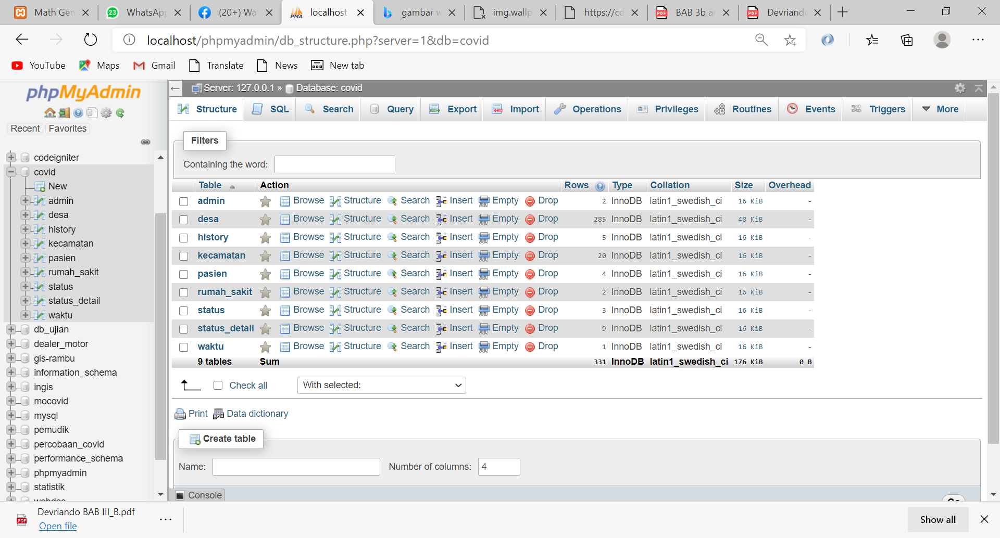 Math Gen
WhatsApp
(20+) Wat
localhost
gambar w
img.wallp
https://cd
BAB 3b a
Devriando
localhost/phpmyadmin/db_structure.php?server=1&db=covid
YouTube Maps Gmail Translate News New tab
phpMyAdmin
Recent Favorites
codeigniter
covid
New
admin
desa
history
kecamatan
pasien
rumah_sakit
status
status_detail
waktu
db_ujian
dealer_motor
gis-rambu
information_schema
ingis
mocovid
mysql
pemudik
percobaan_covid
performance_schema
phpmyadmin
statistik
Server: 127.0.0.1 » Database: covid
Structure SQL Search Query Export Import Operations Privileges Routines Events Triggers More
Filters
Containing the word:
Table Action Rows Type Collation Size Overhead
admin Browse Structure Search Insert Empty Drop 2 InnoDB latin1_swedish_ci 16 KiB -
desa Browse Structure Search Insert Empty Drop 285 InnoDB latin1_swedish_ci 48 KiB -
history Browse Structure Search Insert Empty Drop 5 InnoDB latin1_swedish_ci 16 KiB -
kecamatan Browse Structure Search Insert Empty Drop 20 InnoDB latin1_swedish_ci 16 KiB -
pasien Browse Structure Search Insert Empty Drop 4 InnoDB latin1_swedish_ci 16 KiB -
rumah_sakit Browse Structure Search Insert Empty Drop 2 InnoDB latin1_swedish_ci 16 KiB -
status Browse Structure Search Insert Empty Drop 3 InnoDB latin1_swedish_ci 16 KiB -
status_detail Browse Structure Search Insert Empty Drop 9 InnoDB latin1_swedish_ci 16 KiB -
waktu Browse Structure Search Insert Empty Drop 1 InnoDB latin1_swedish_ci 16 KiB -
9 tables Sum 331 InnoDB latin1_swedish_ci 176 KiB 0 B
Check all With selected:
Print Data dictionary
Create table
Name: Number of columns: 4
Console
Devriando BAB III_B.pdf
Open file
Show all